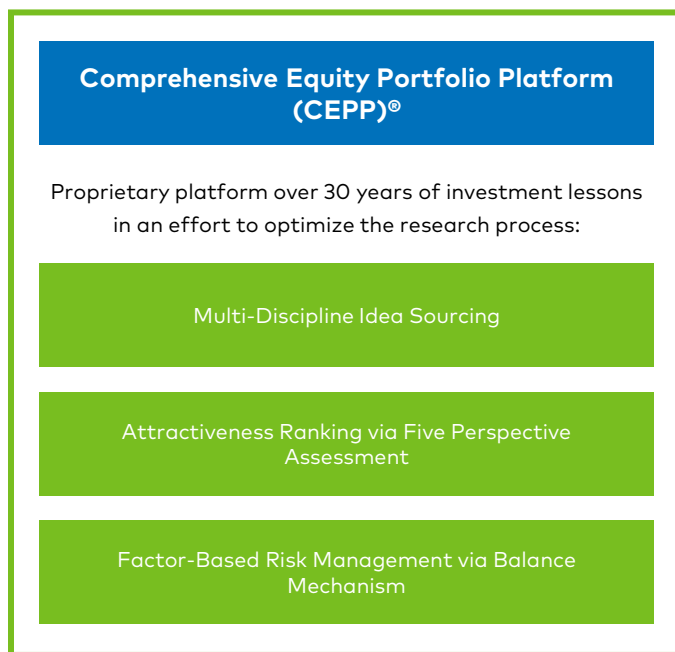 Comprehensive Equity Portfolio Platform
(CEPP)®
Proprietary platform over 30 years of investment lessons
in an effort to optimize the research process:
Multi-Discipline Idea Sourcing
Attractiveness Ranking via Five Perspective
Assessment
Factor-Based Risk Management via Balance
Mechanism